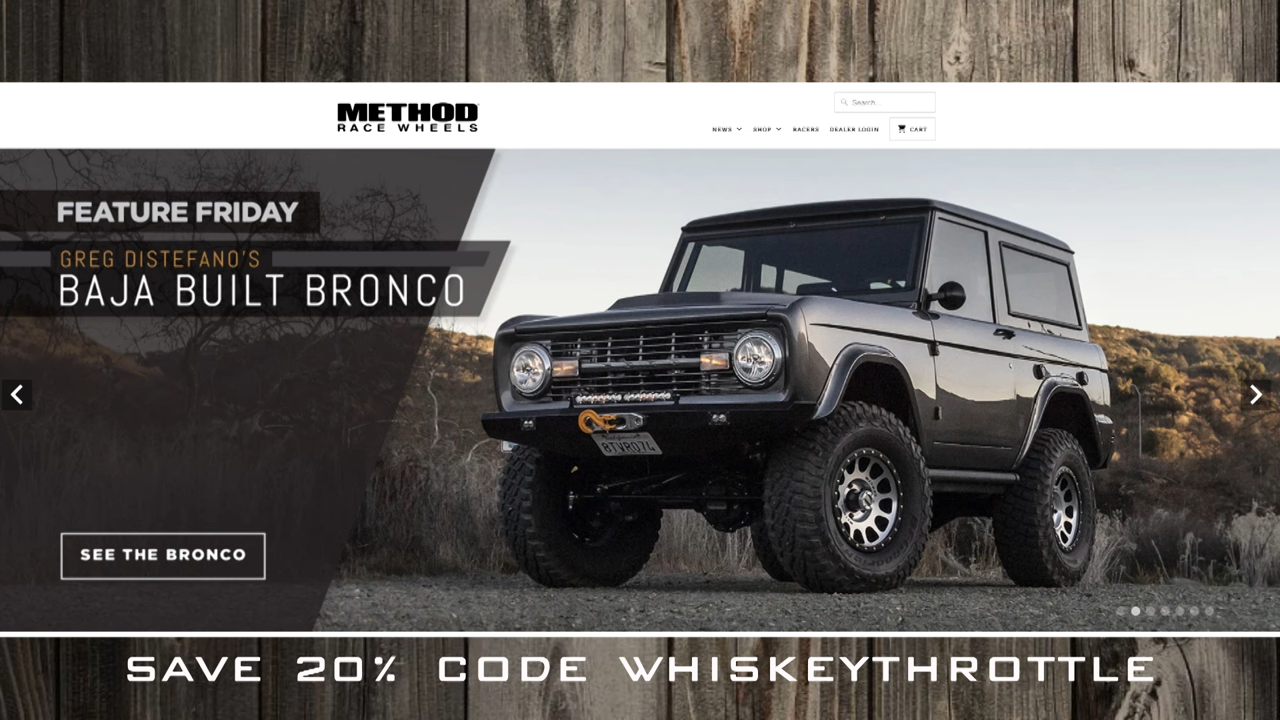 METHOD
RACE WHEELS
Search...
NEWS SHOP RACERS DEALER LOGIN CART
FEATURE FRIDAY
GREG DISTEFANO'S
BAJA BUILT BRONCO
8TVR074
SEE THE BRONCO
SAVE 20% CODE WHISKEYTHROTTLE